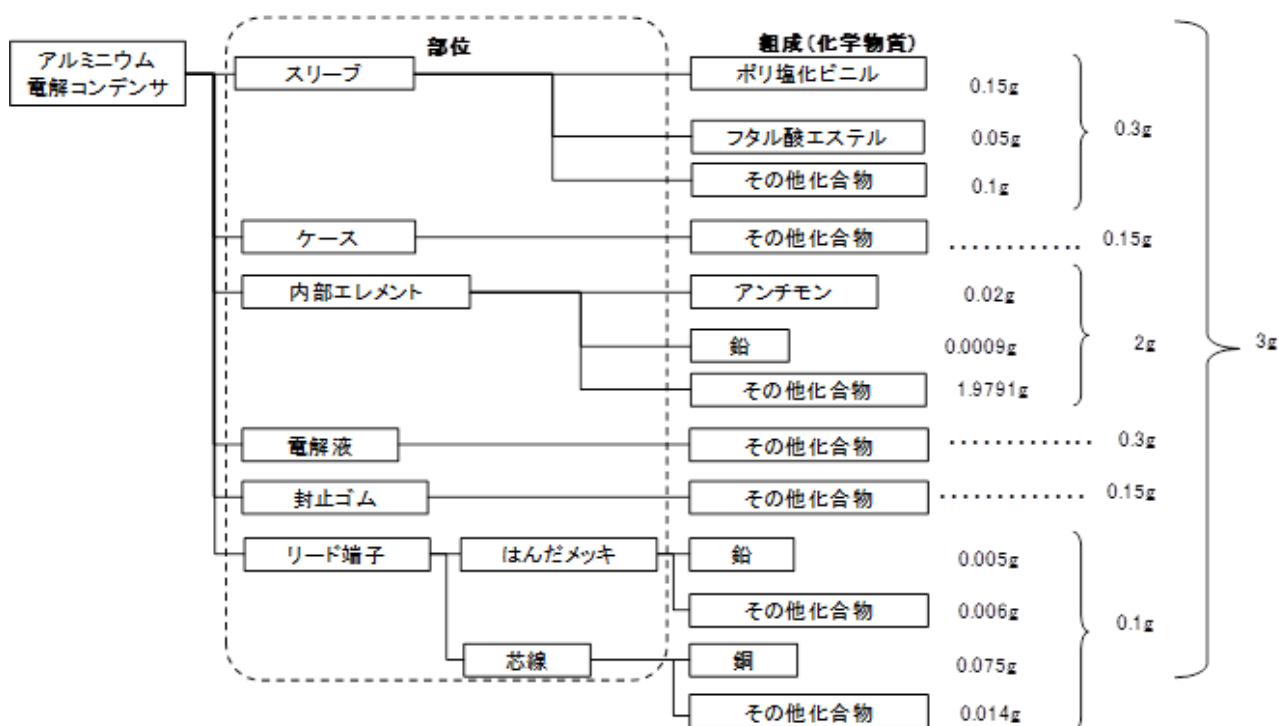 部位
組成(化学物質)
アルミニウム
電解コンデンサ
スリーブ
ポリ塩化ビニル
0.15g
フタル酸エステル
0.05g
0.3g
その他化合物
0.1g
ケース
その他化合物
............
0.15g
内部エレメント
アンチモン
0.02g
鉛
0.0009g
2g
3g
その他化合物
1.9791g
電解液
その他化合物
.............
0.3g
封止ゴム
その他化合物
.............
0.15g
リード端子
はんだメッキ
鉛
0.005g
その他化合物
0.006g
0.1g
芯線
銅
0.075g
その他化合物
0.014g